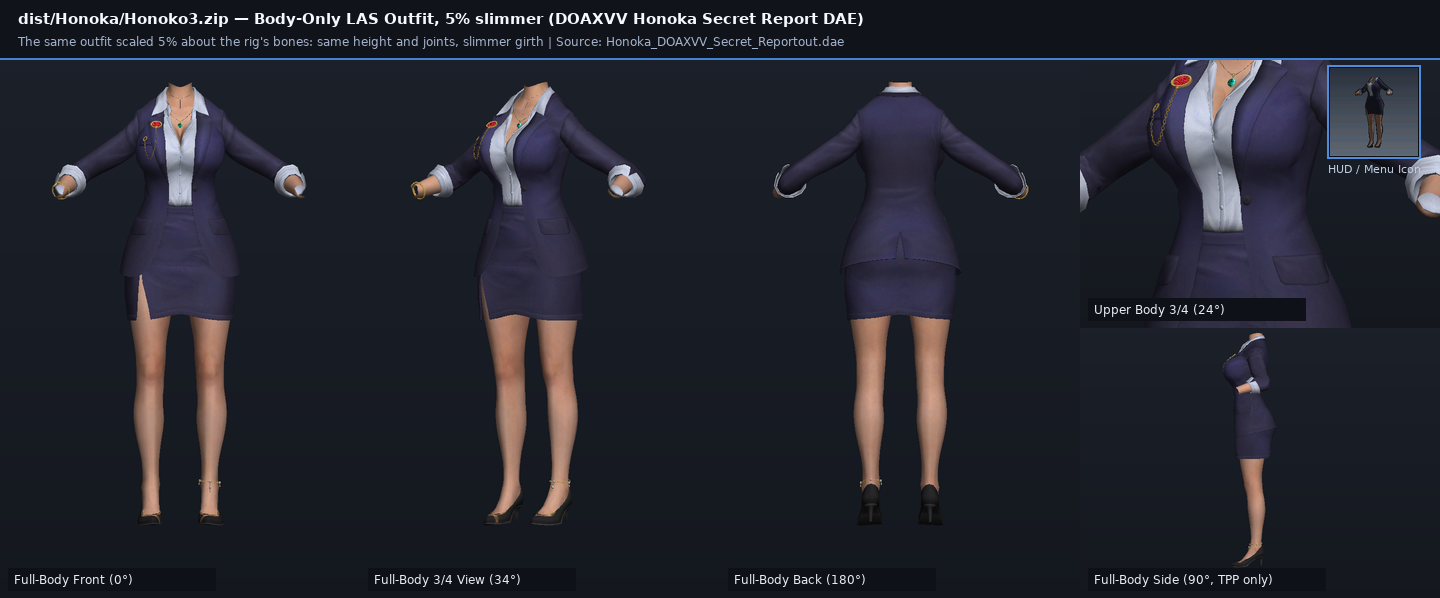 dist/Honoka/Honoko3.zip — Body-Only LAS Outfit, 5% slimmer (DOAXVV Honoka Secret Report DAE)
The same outfit scaled 5% about the rig's bones: same height and joints, slimmer girth | Source: Honoka_DOAXVV_Secret_Reportout.dae
HUD / Menu Icon
Upper Body 3/4 (24°)
Full-Body Front (0°)
Full-Body 3/4 View (34°)
Full-Body Back (180°)
Full-Body Side (90°, TPP only)